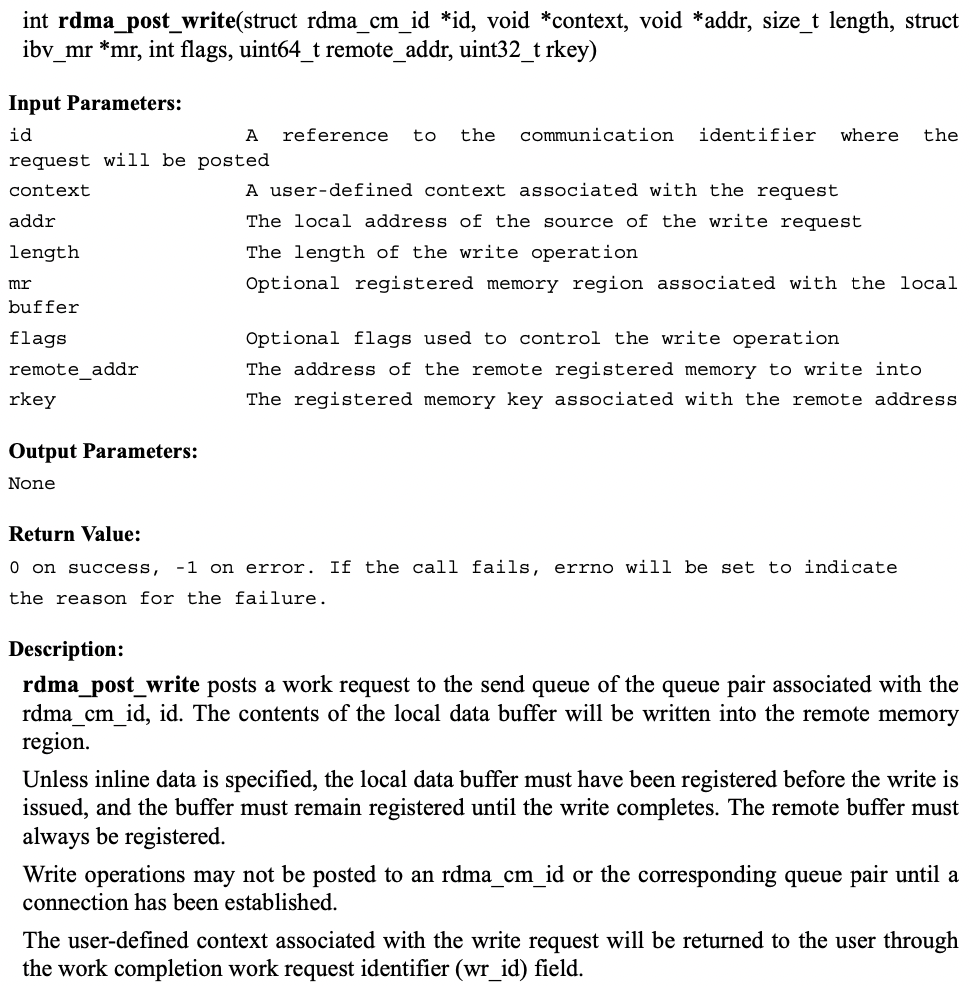 int rdma_post_write(struct rdma_cm_id *id, void *context, void *addr, size_t length, struct
ibv_mr *mr, int flags, uint64_t remote_addr, uint32_t rkey)
Input Parameters:
id A reference to the communication identifier where the
request will be posted
context A user-defined context associated with the request
addr The local address of the source of the write request
length The length of the write operation
mr Optional registered memory region associated with the local
buffer
flags Optional flags used to control the write operation
remote_addr The address of the remote registered memory to write into
rkey The registered memory key associated with the remote address
Output Parameters:
None
Return Value:
0 on success, -1 on error. If the call fails, errno will be set to indicate
the reason for the failure.
Description:
rdma_post_write posts a work request to the send queue of the queue pair associated with the
rdma_cm_id, id. The contents of the local data buffer will be written into the remote memory
region.
Unless inline data is specified, the local data buffer must have been registered before the write is
issued, and the buffer must remain registered until the write completes. The remote buffer must
always be registered.
Write operations may not be posted to an rdma_cm_id or the corresponding queue pair until a
connection has been established.
The user-defined context associated with the write request will be returned to the user through
the work completion work request identifier (wr_id) field.